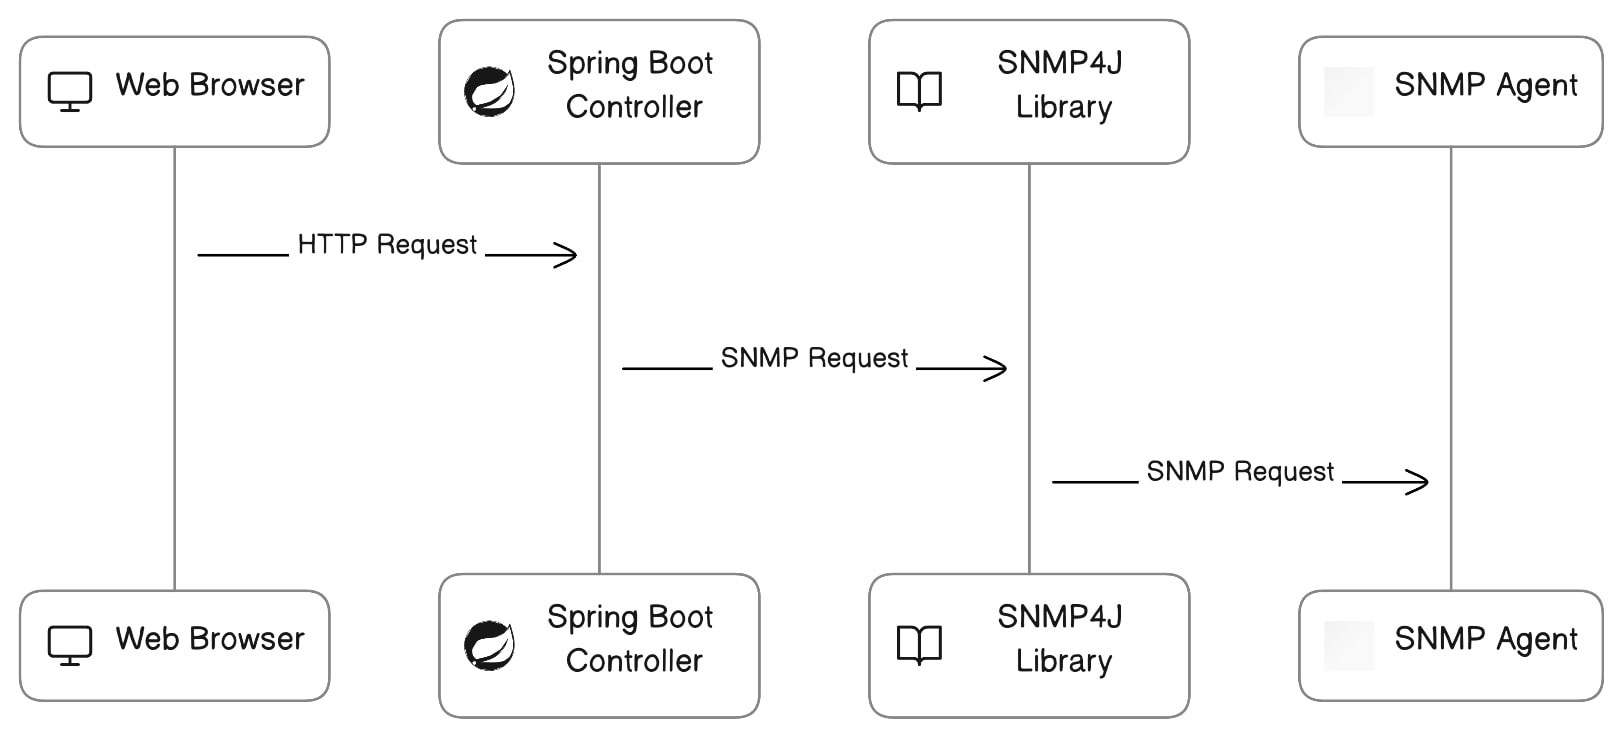 Web Browser
Spring Boot
Controller
SNMP4J
Library
SNMP Agent
HTTP Request
SNMP Request
SNMP Request
Web Browser
Spring Boot
Controller
SNMP4J
Library
SNMP Agent